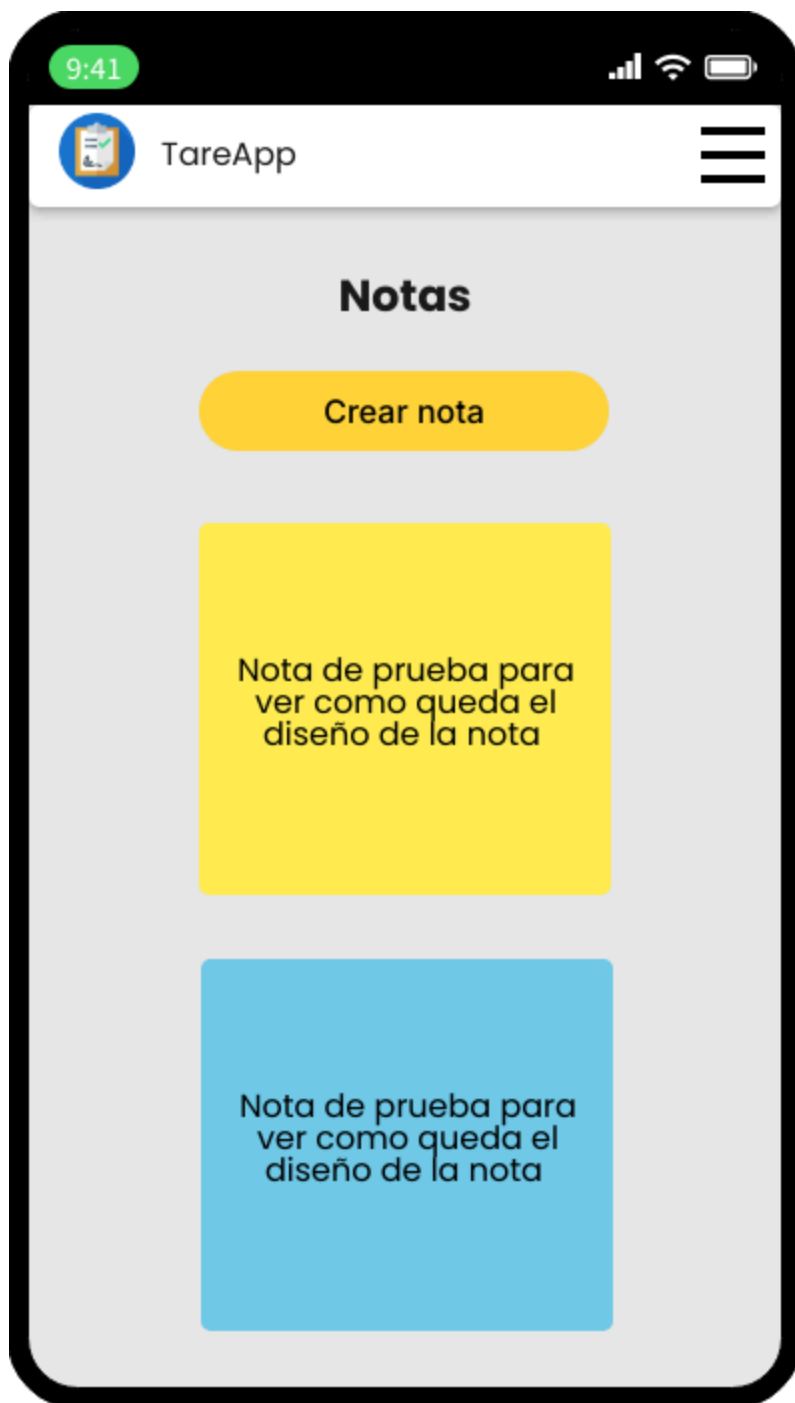 9:41
TareApp
Notas
Crear nota
Nota de prueba para
ver como queda el
diseño de la nota
Nota de prueba para
ver como queda el
diseño de la nota